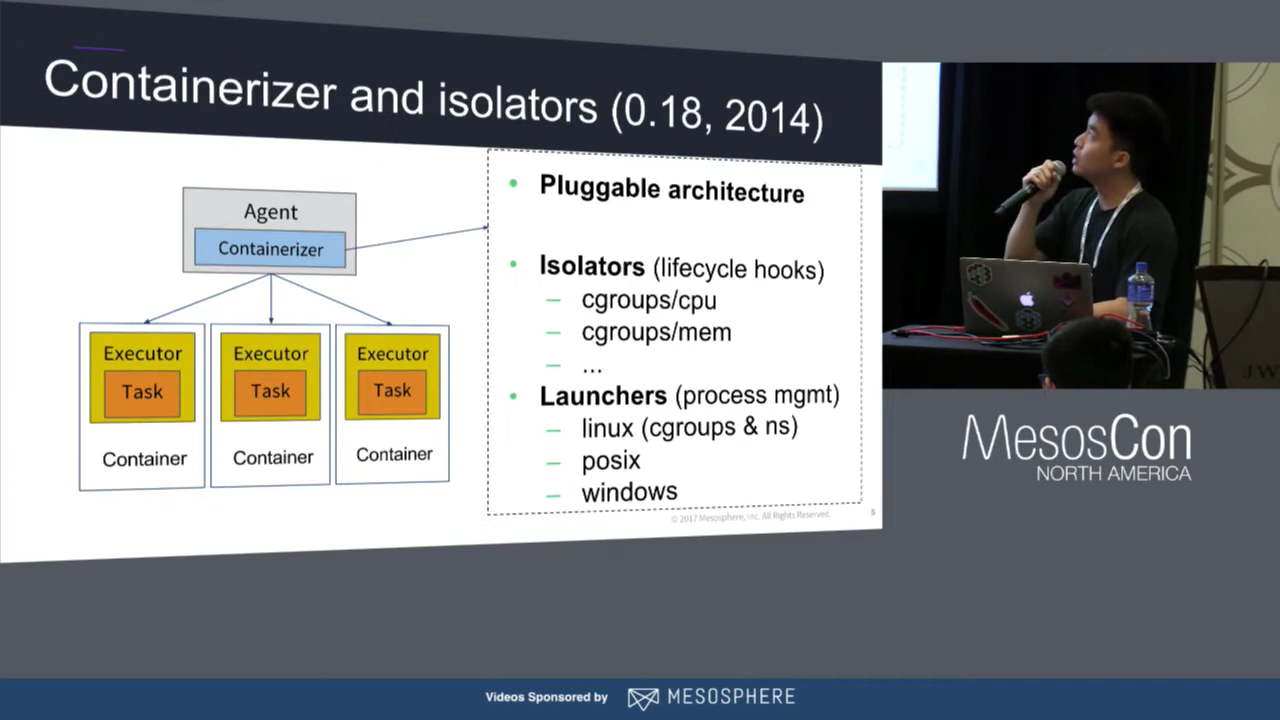 Containerizer and isolators (0.18, 2014)
Agent
Containerizer
Executor
Task
Container
Executor
Task
Container
Executor
Task
Container
• Pluggable architecture
• Isolators (lifecycle hooks)
– cgroups/cpu
– cgroups/mem
– ...
• Launchers (process mgmt)
– linux (cgroups & ns)
– posix
– windows
© 2017 Mesosphere, Inc. All Rights Reserved.
5
J.W
MesosCon
NORTH AMERICA
Videos Sponsored by MESOSPHERE